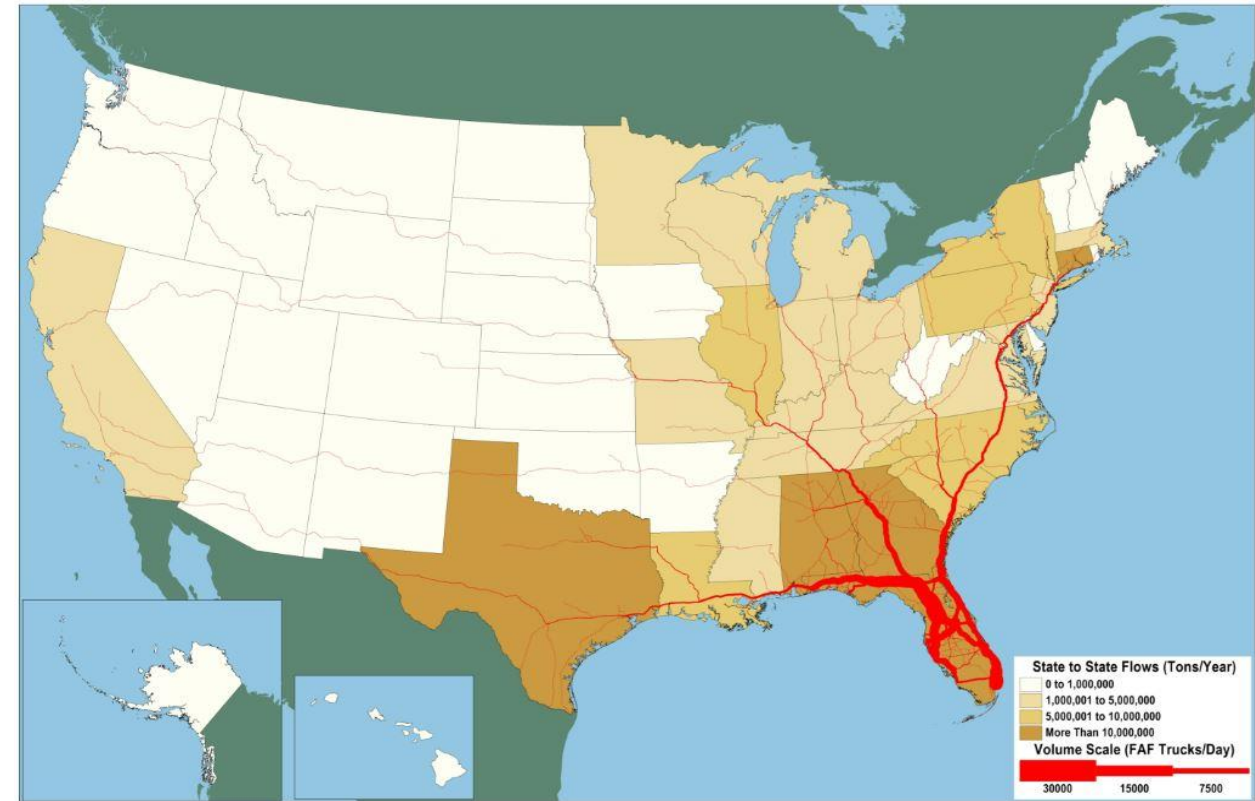 State to State Flows (Tons/Year)
0 to 1,000,000
1,000,001 to 5,000,000
5,000,001 to 10,000,000
More Than 10,000,000
Volume Scale (FAF Trucks/Day)
30000 15000 7500